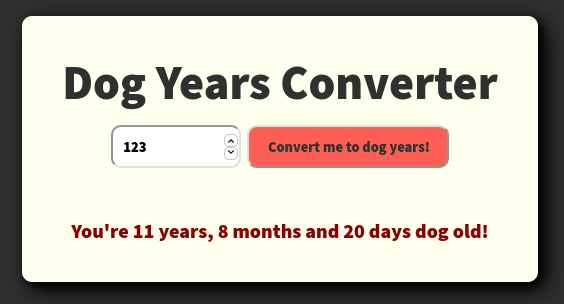 Dog Years Converter
123 Convert me to dog years!
You're 11 years, 8 months and 20 days dog old!